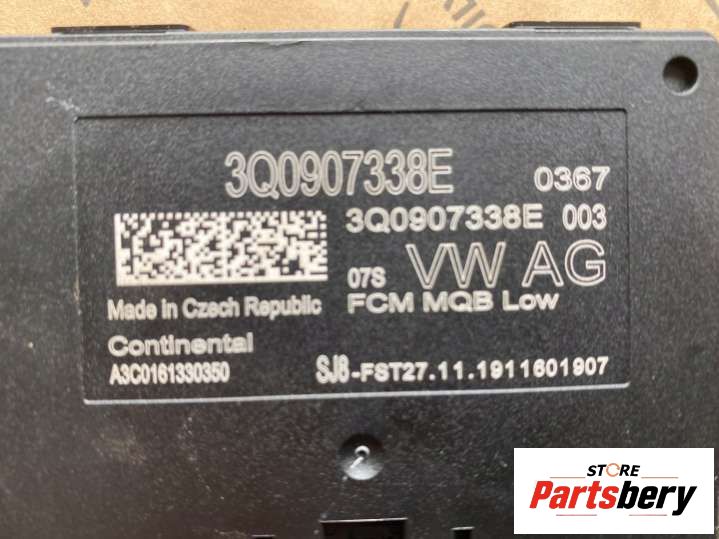 3Q0907338E 0367
3Q0907338E 003
07S VW AG
Made in Czech Republic FCM MQB Low
Continental
A3C0161330350 SJ8-FST27.11.1911601907
STORE
Partsbery